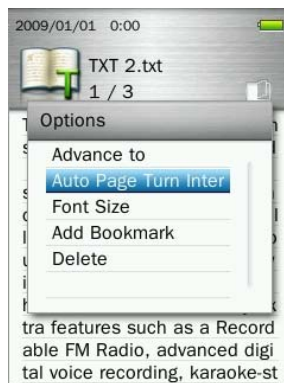 2009/01/01 0:00
TXT 2.txt
1 / 3
Options
Advance to
Auto Page Turn Inter
Font Size
Add Bookmark
Delete
tra features such as a Record
able FM Radio, advanced digi
tal voice recording, karaoke-st